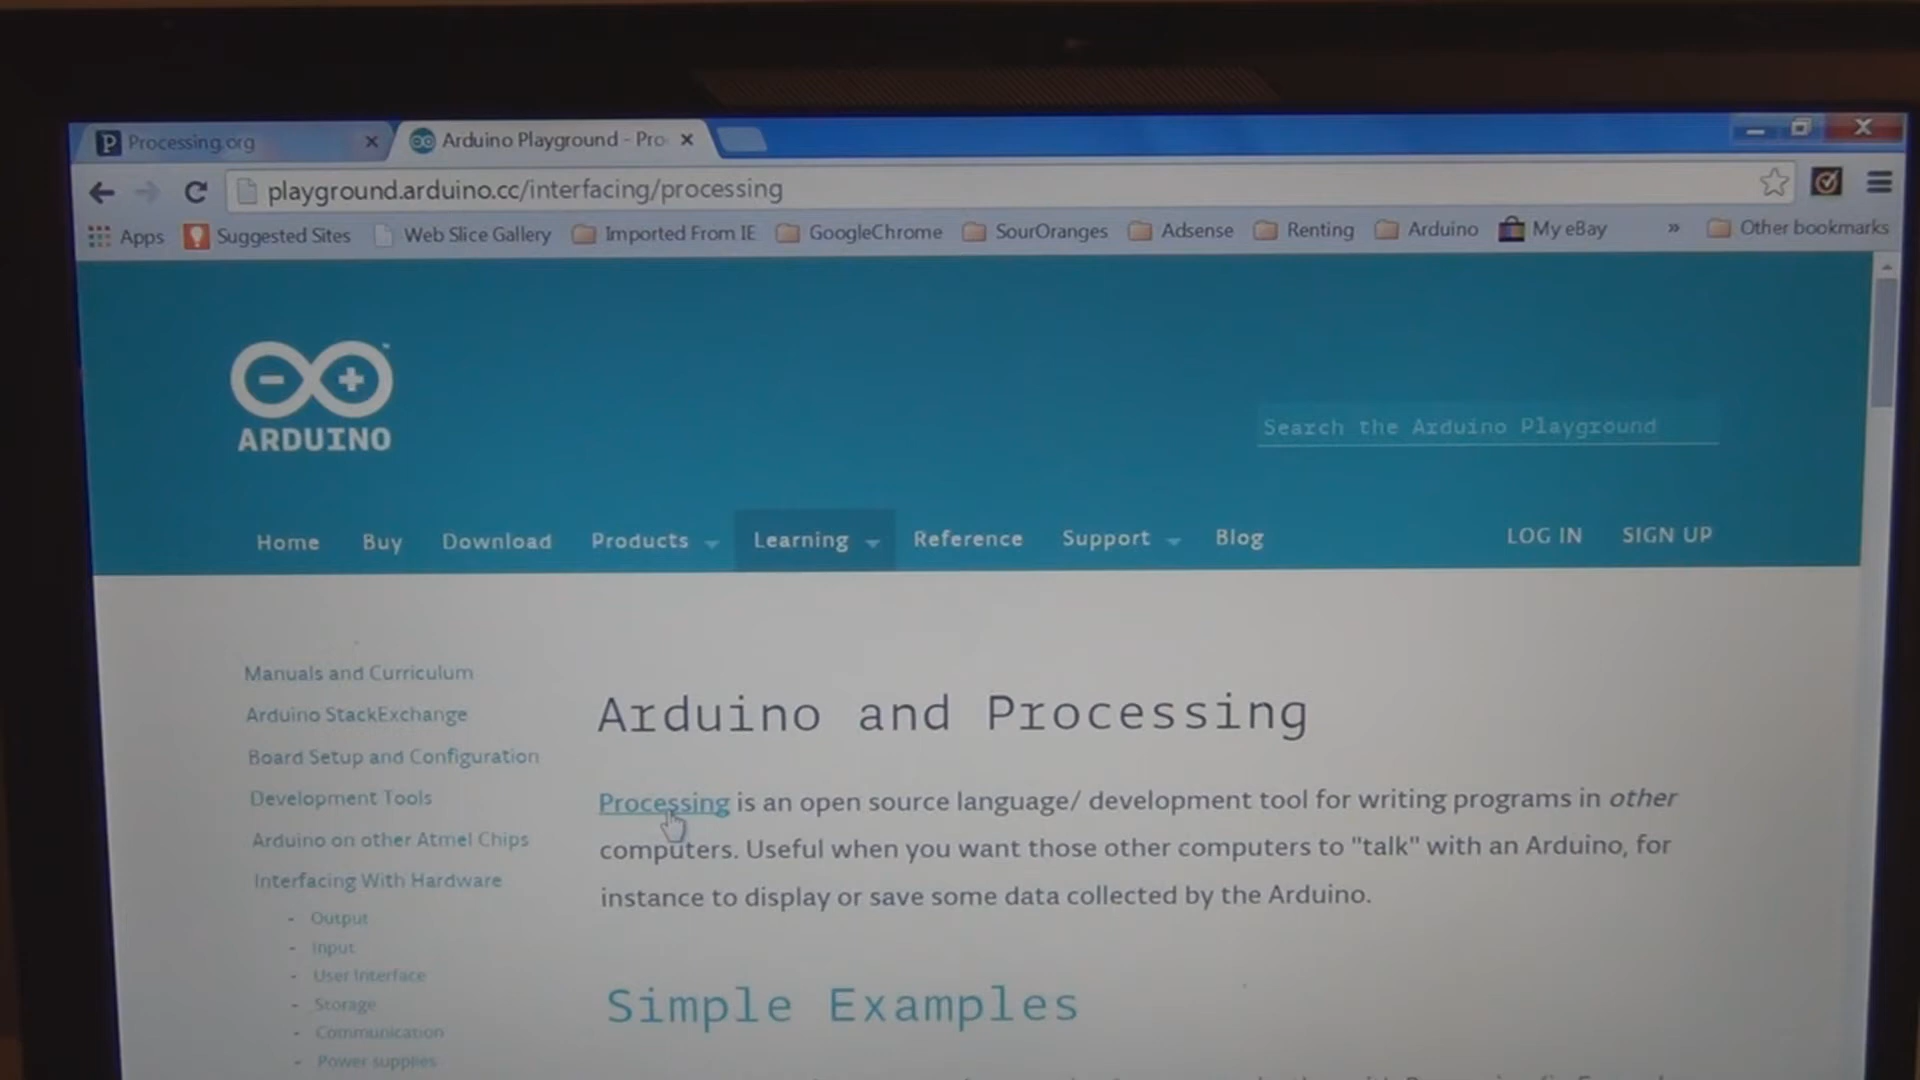 Processing.org
Arduino Playground - Pro
playground.arduino.cc/interfacing/processing
Apps Suggested Sites Web Slice Gallery Imported From IE GoogleChrome SourOranges Adsense Renting Arduino My eBay » Other bookmarks
ARDUINO
Search the Arduino Playground
Home Buy Download Products Learning Reference Support Blog LOG IN SIGN UP
Manuals and Curriculum
Arduino StackExchange
Board Setup and Configuration
Development Tools
Arduino on other Atmel Chips
Interfacing With Hardware
- Output
- Input
- User Interface
- Storage
- Communication
- Power supplies
Arduino and Processing
Processing is an open source language/ development tool for writing programs in other
computers. Useful when you want those other computers to "talk" with an Arduino, for
instance to display or save some data collected by the Arduino.
Simple Examples